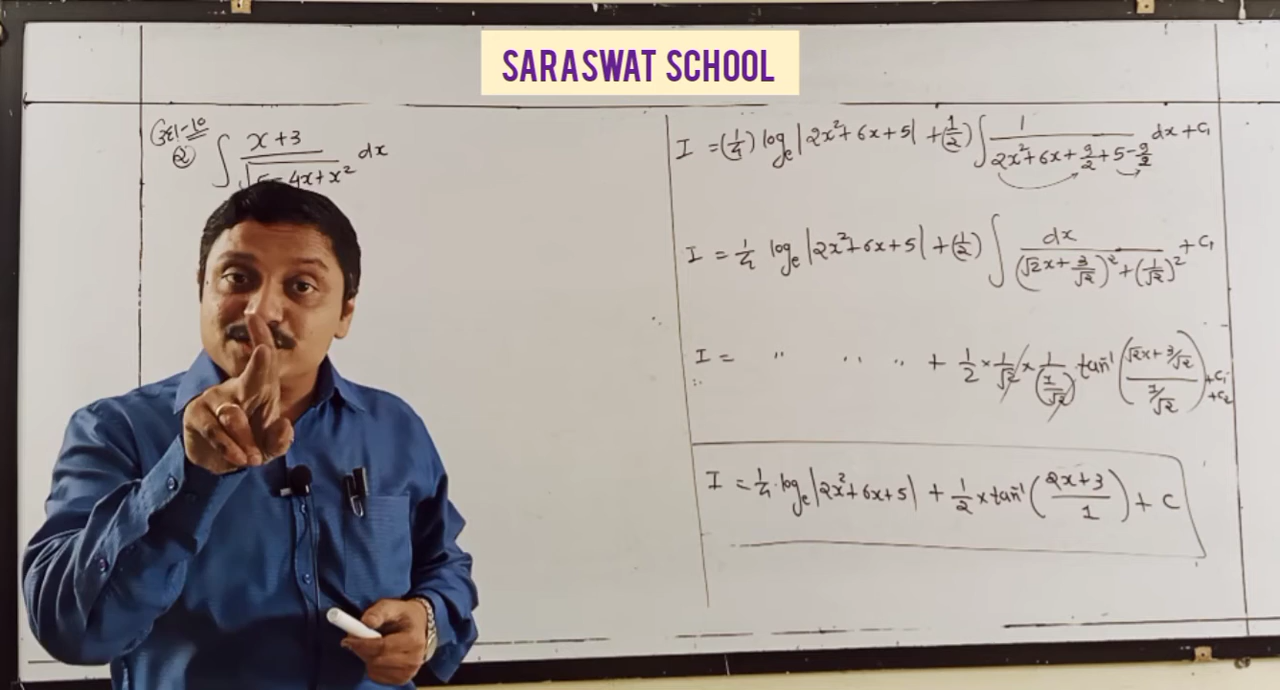 SARASWAT SCHOOL
② ∫ x+3 / √(5-4x+x²) dx
I = (1/4) logₑ|2x²+6x+5| + (1/2) ∫ 1 / (2x²+6x+9/2+5-9/2) dx + C₁
I = 1/4 logₑ|2x²+6x+5| + (1/2) ∫ dx / ((√2x+3/√2)²+(1/√2)²) + C₁
I = " " " + 1/2 × 1/√2 × 1/(1/√2) tan⁻¹((√2x+3/√2)/(1/√2)) +C₁ +C₂
I = 1/4·logₑ|2x²+6x+5| + 1/2 × tan⁻¹((2x+3)/1) + C